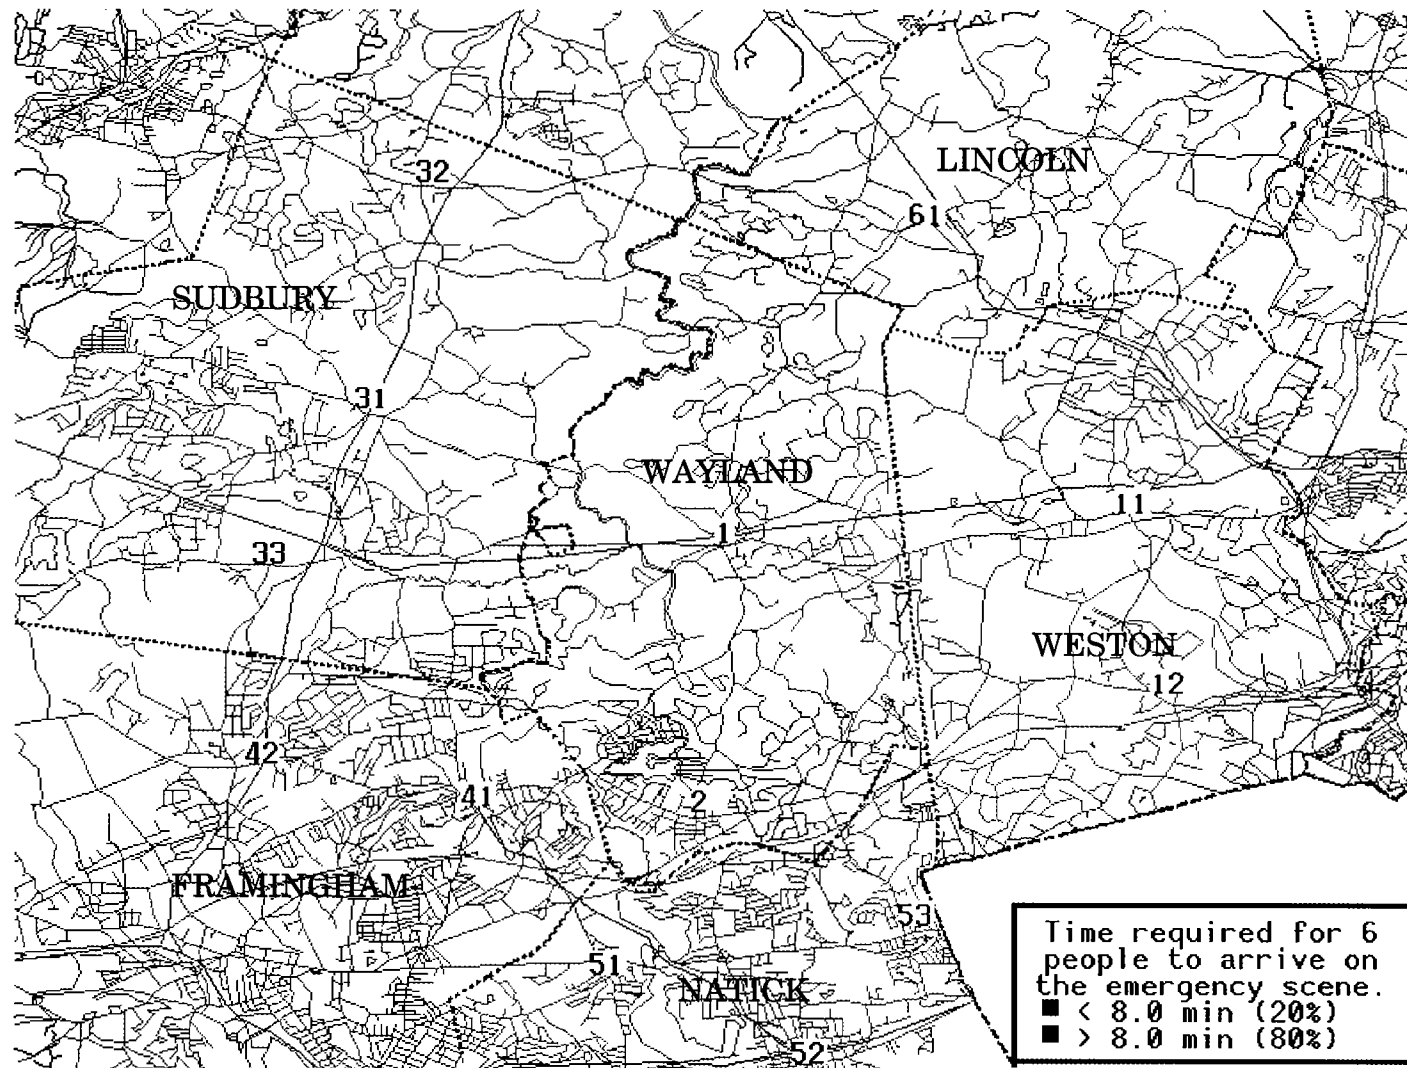 32
LINCOLN
61
SUDBURY
31
WAYLAND
11
1
33
WESTON
12
42
41
2
FRAMINGHAM
53
51
NATICK
52
Time required for 6
people to arrive on
the emergency scene.
■ < 8.0 min (20%)
■ > 8.0 min (80%)